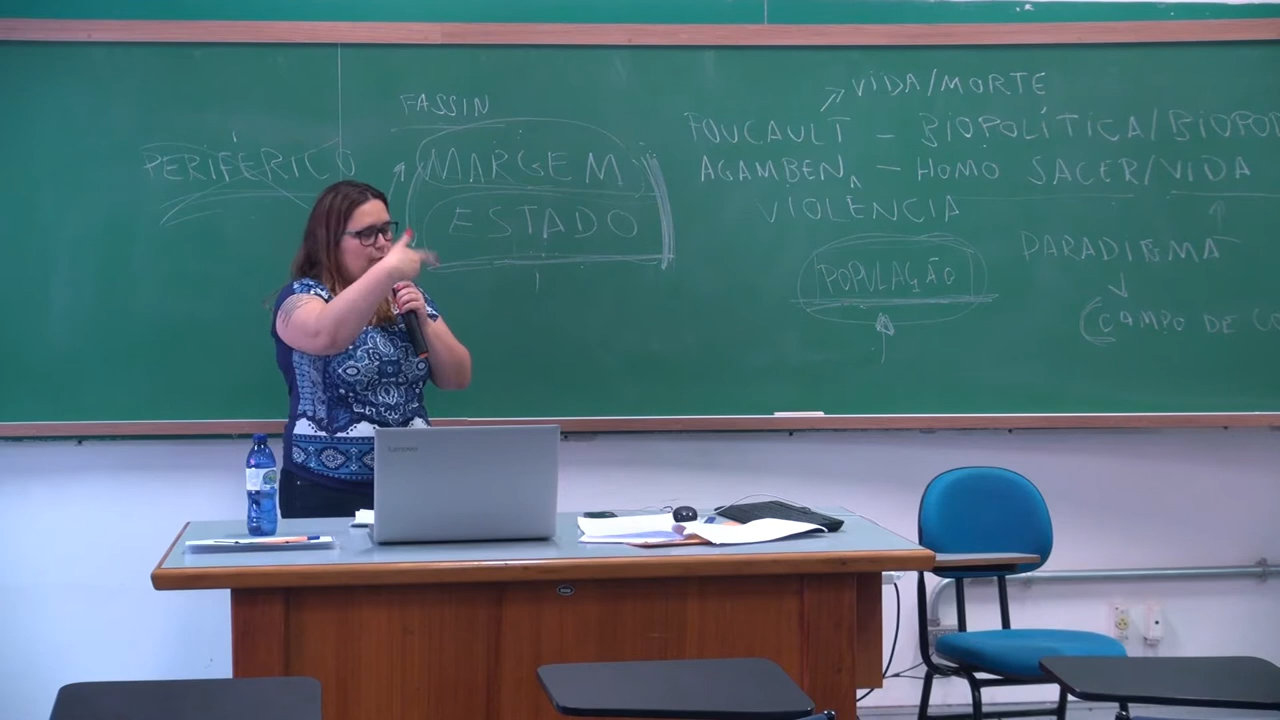 FASSIN
PERIFÉRICO
MARGEM
ESTADO
VIDA/MORTE
FOUCAULT - BIOPOLÍTICA/BIOPO
AGAMBEN - HOMO SACER/VIDA
VIOLÊNCIA
POPULAÇÃO
PARADIGMA
CAMPO DE CO
Lenovo